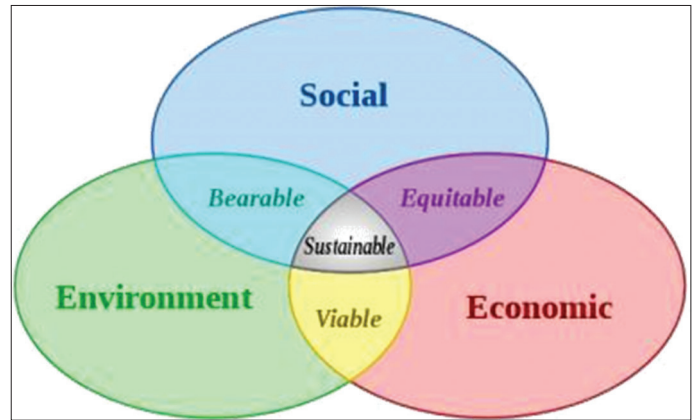 Social
Bearable
Equitable
Sustainable
Environment
Economic
Viable